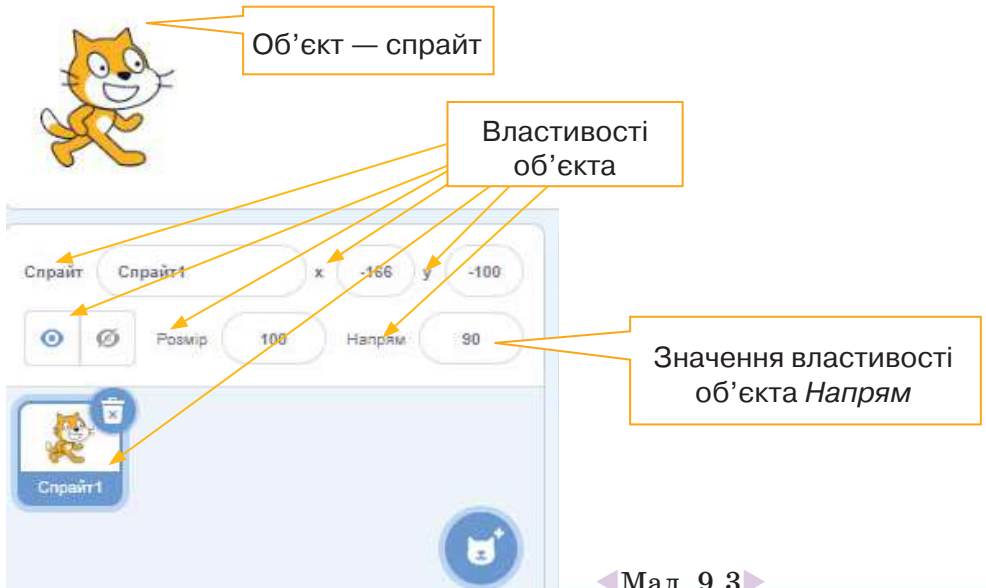 Об’єкт — спрайт
Властивості
об’єкта
Спрайт Спрайт1 x -166 y -100
Розмір 100 Напрям 90
Значення властивості
об’єкта Напрям
Спрайт1
Мал. 9.3